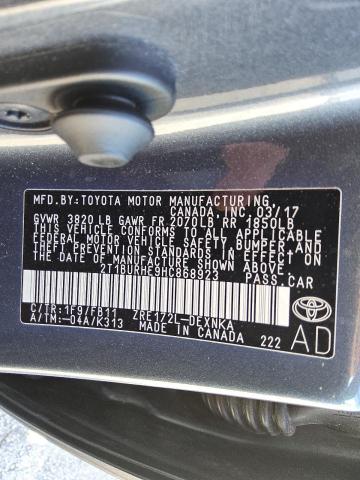 MFD.BY:TOYOTA MOTOR MANUFACTURING,
CANADA INC. 03/17
GVWR 3820LB GAWR FR 2070LB RR 1850LB
THIS VEHICLE CONFORMS TO ALL APPLICABLE
FEDERAL MOTOR VEHICLE SAFETY, BUMPER, AND
THEFT PREVENTION STANDARDS IN EFFECT ON
THE DATE OF MANUFACTURE SHOWN ABOVE.
2T1BURHE9HC868923 PASS.CAR
C/TR:1F9/FB11 ZRE172L-DEXNKA
A/TM:-04A/K313 MADE IN CANADA 222
AD